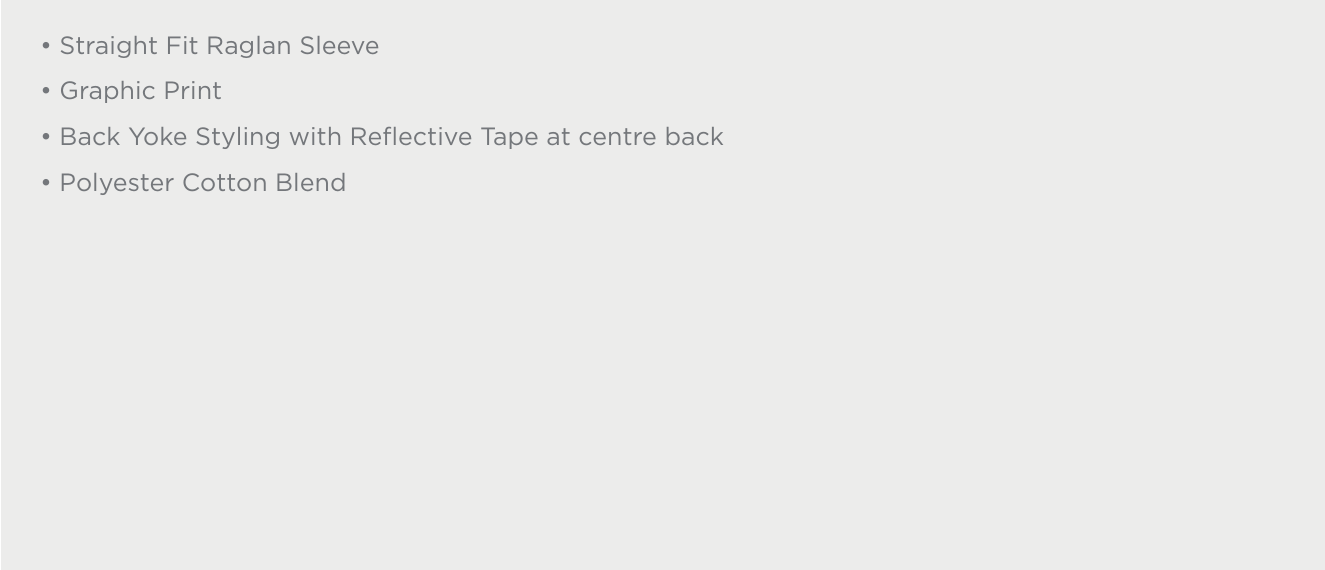 • Straight Fit Raglan Sleeve
• Graphic Print
• Back Yoke Styling with Reflective Tape at centre back
• Polyester Cotton Blend